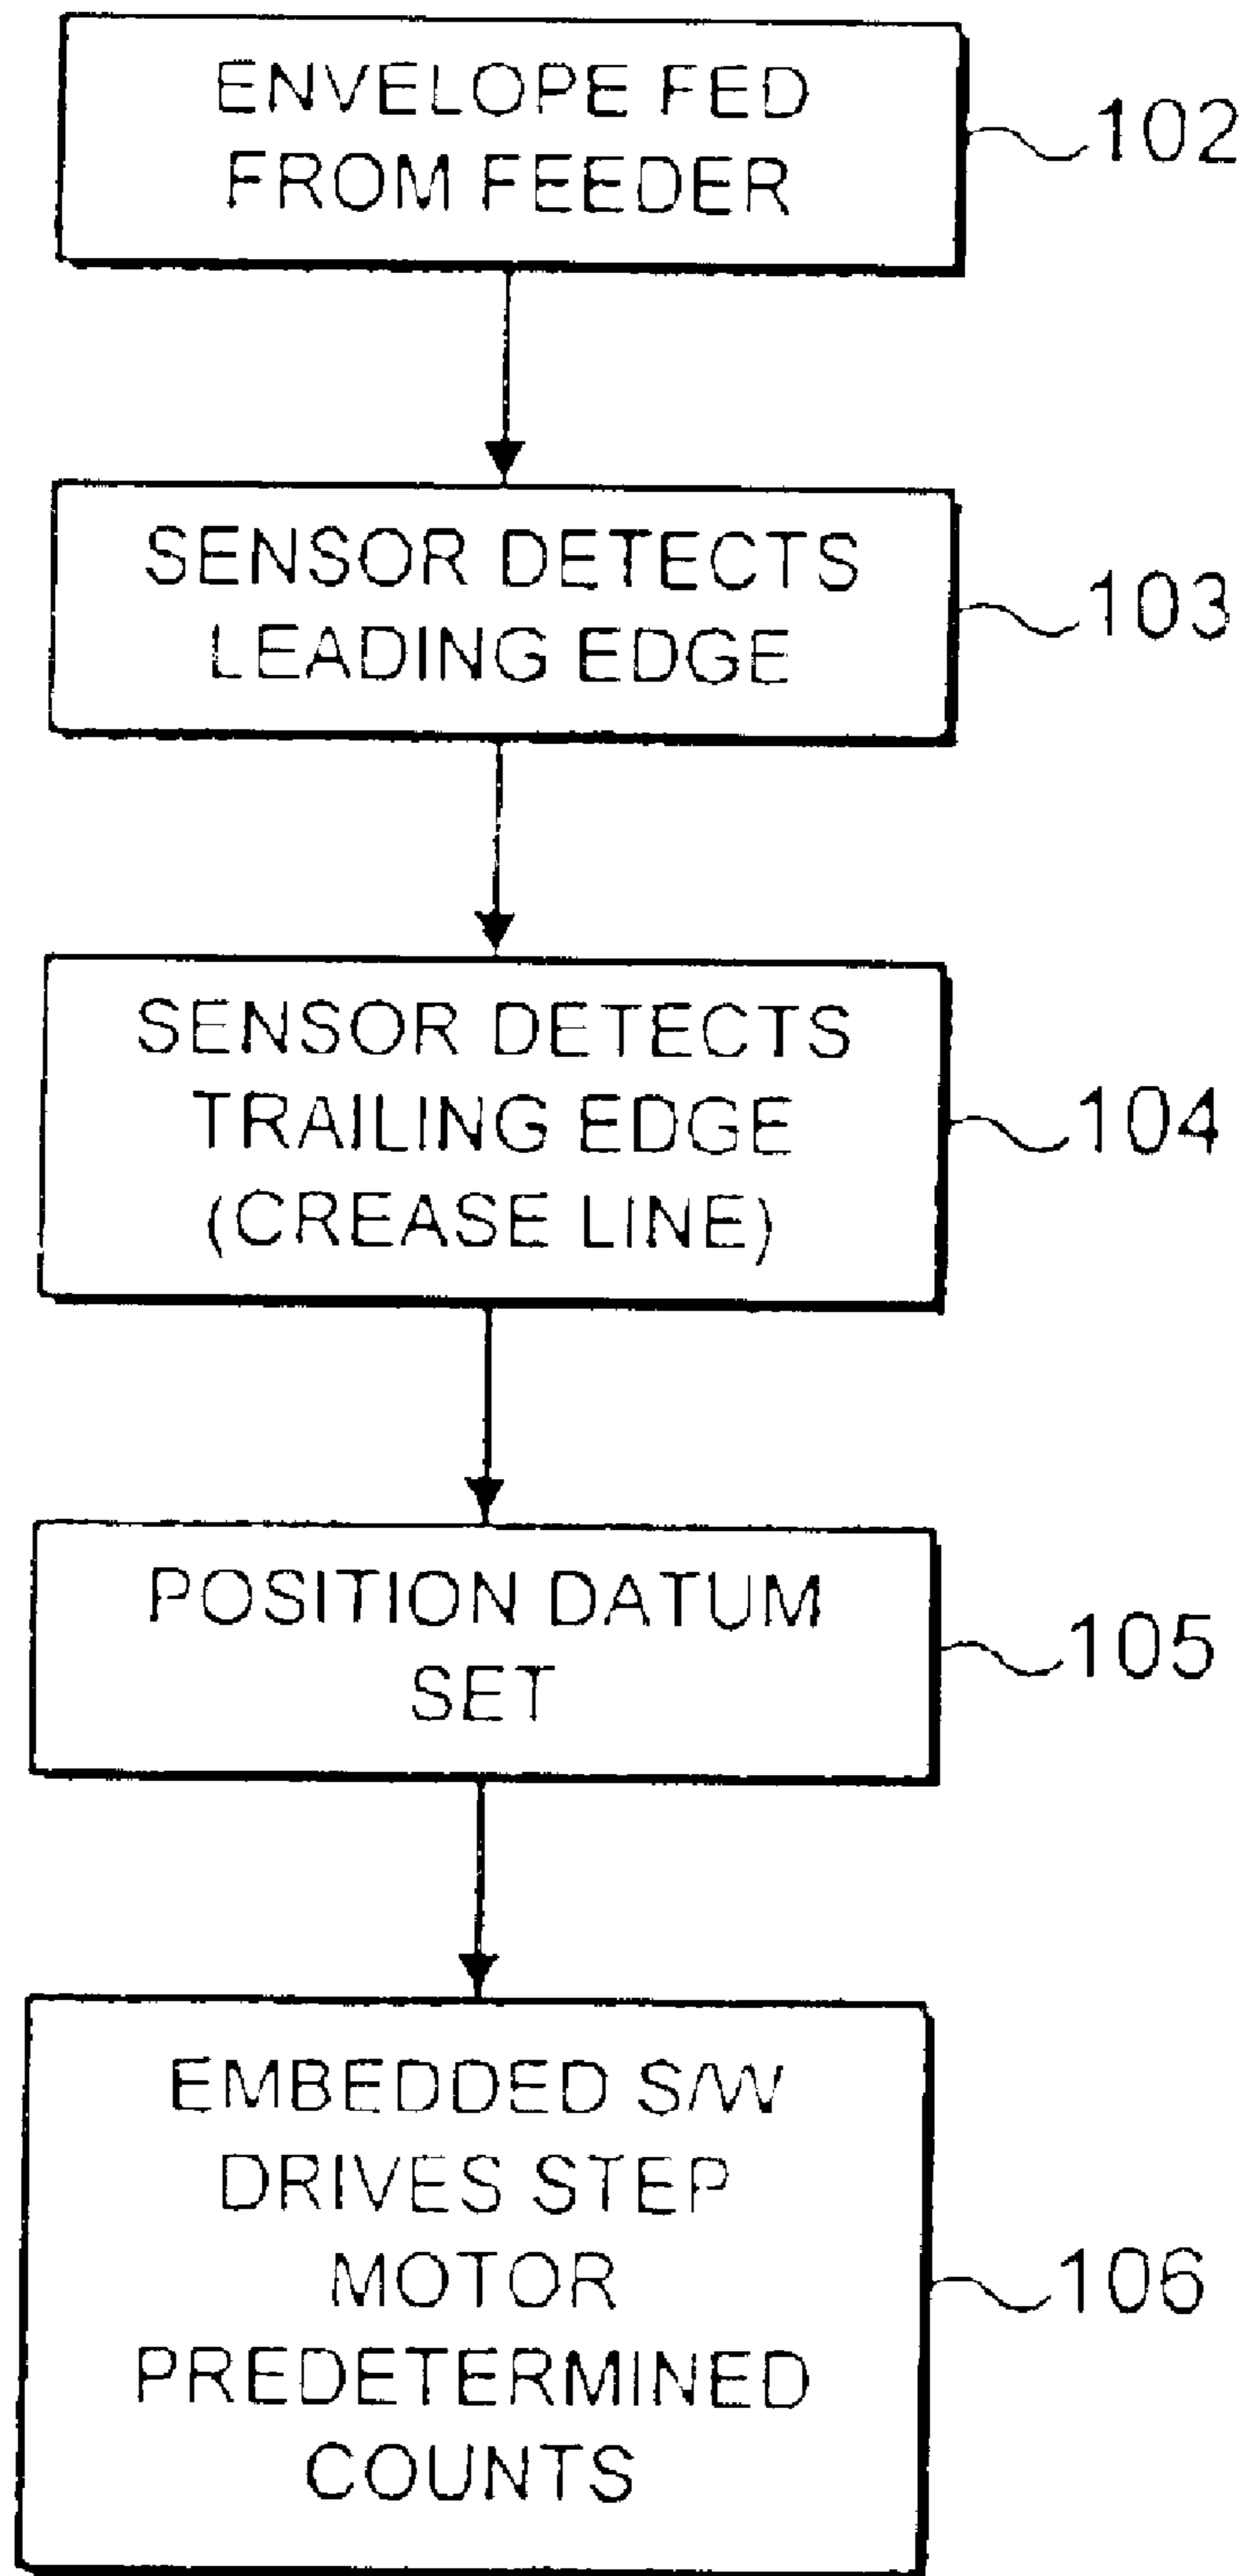 ENVELOPE FED
FROM FEEDER
102
SENSOR DETECTS
LEADING EDGE
103
SENSOR DETECTS
TRAILING EDGE
(CREASE LINE)
104
POSITION DATUM
SET
105
EMBEDDED S/W
DRIVES STEP
MOTOR
PREDETERMINED
COUNTS
106